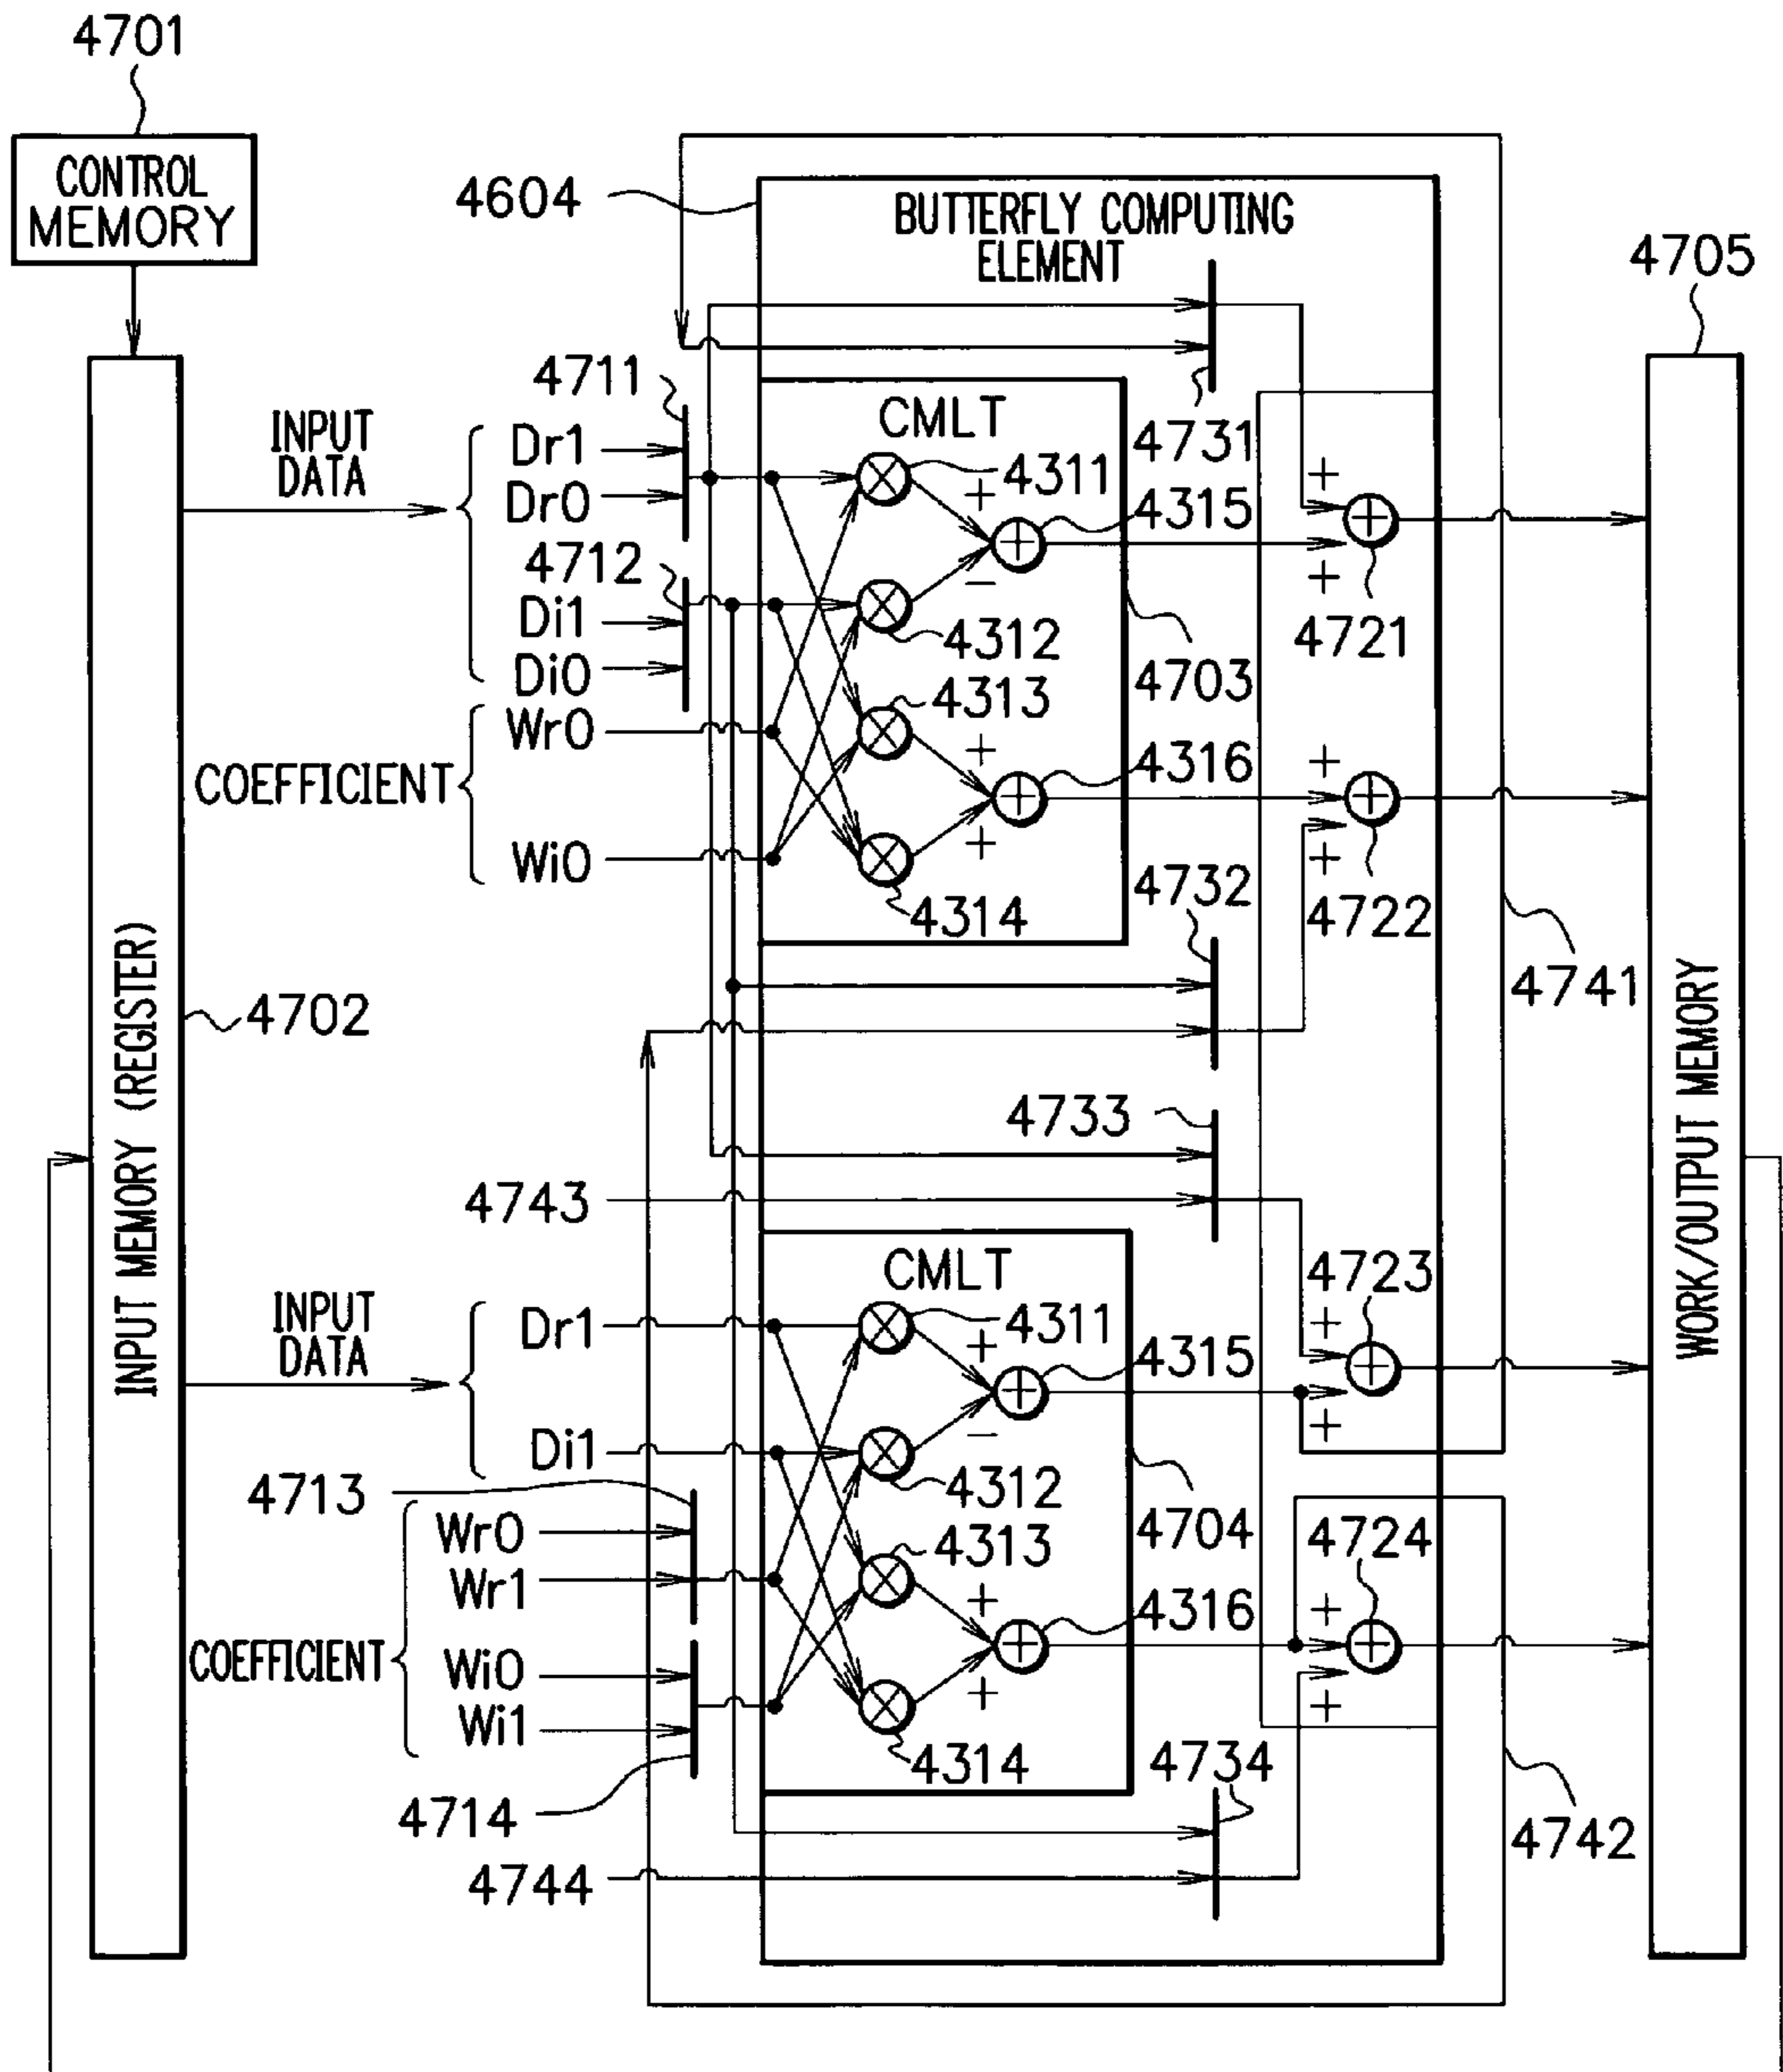 4701
CONTROL
MEMORY
4604
BUTTERFLY COMPUTING
ELEMENT
4705
4711
INPUT
DATA
Dr1
Dr0
4712
Di1
Di0
Wr0
COEFFICIENT
Wi0
CMLT
4311
4315
4312
4313
4316
4314
4703
+
−
+
+
4731
+
+
4721
+
+
4722
4732
4741
INPUT MEMORY (REGISTER)
4702
WORK/OUTPUT MEMORY
4733
4743
INPUT
DATA
Dr1
Di1
4713
Wr0
Wr1
COEFFICIENT
Wi0
Wi1
4714
4744
CMLT
4311
4315
4312
4313
4316
4314
4704
+
−
+
+
4723
+
+
4724
+
+
4734
4742